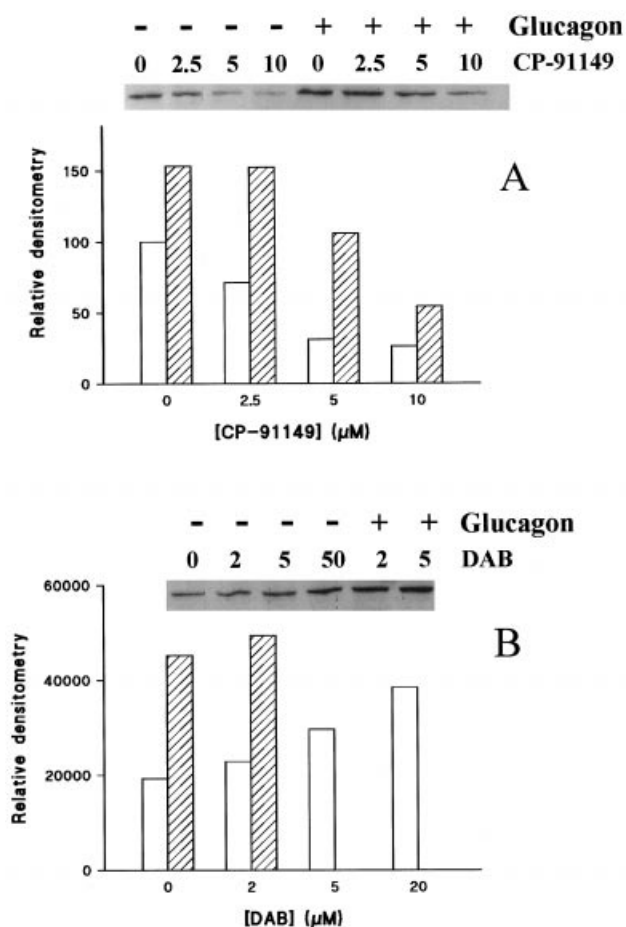 - - - - + + + + Glucagon
0 2.5 5 10 0 2.5 5 10 CP-91149
A
150
100
50
0
Relative densitometry
0 2.5 5 10
[CP-91149] (µM)
- - - - + + Glucagon
0 2 5 50 2 5 DAB
B
60000
40000
20000
0
Relative densitometry
0 2 5 20
[DAB] (µM)